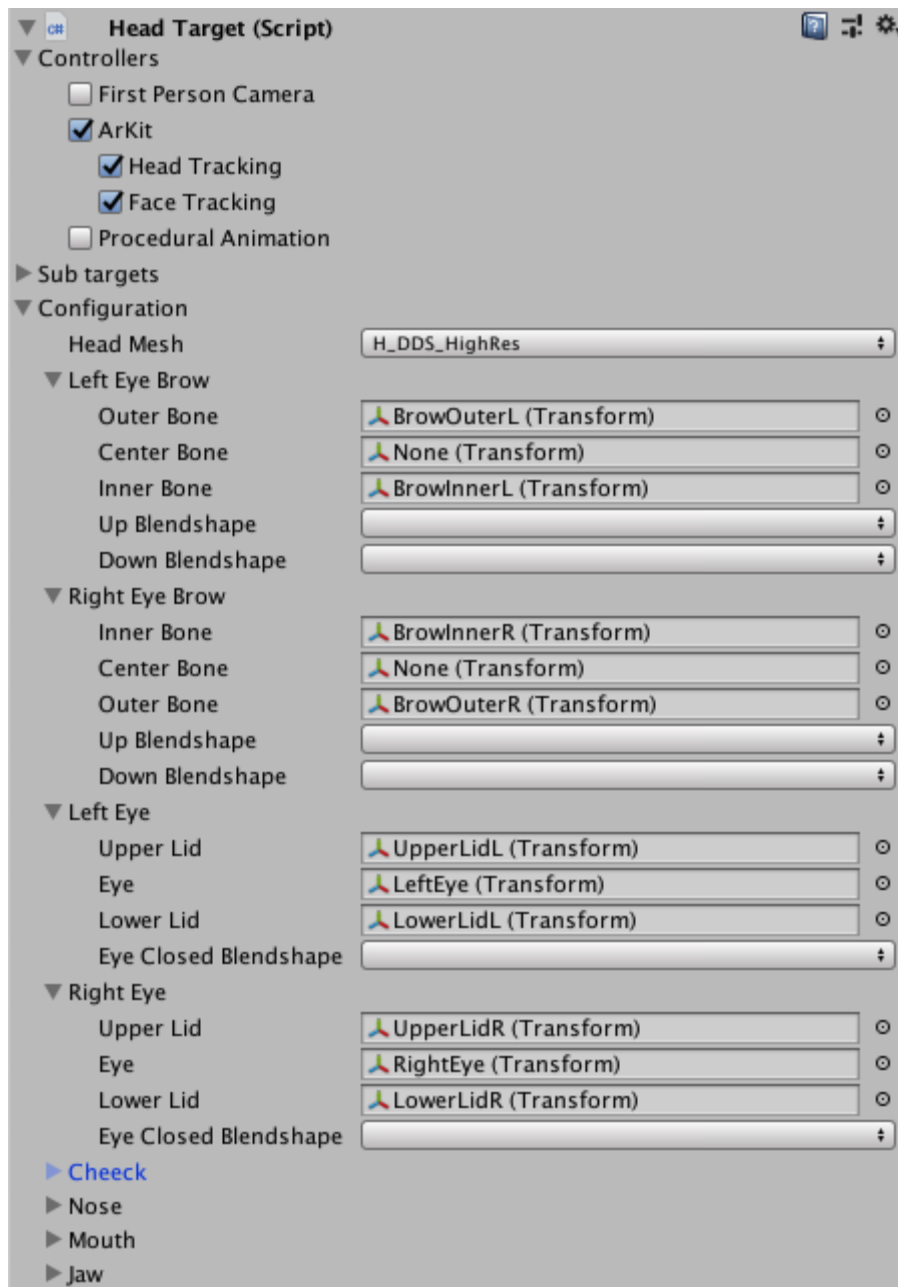 c# Head Target (Script)
Controllers
First Person Camera
ArKit
Head Tracking
Face Tracking
Procedural Animation
Sub targets
Configuration
Head Mesh H_DDS_HighRes
Left Eye Brow
Outer Bone BrowOuterL (Transform)
Center Bone None (Transform)
Inner Bone BrowInnerL (Transform)
Up Blendshape
Down Blendshape
Right Eye Brow
Inner Bone BrowInnerR (Transform)
Center Bone None (Transform)
Outer Bone BrowOuterR (Transform)
Up Blendshape
Down Blendshape
Left Eye
Upper Lid UpperLidL (Transform)
Eye LeftEye (Transform)
Lower Lid LowerLidL (Transform)
Eye Closed Blendshape
Right Eye
Upper Lid UpperLidR (Transform)
Eye RightEye (Transform)
Lower Lid LowerLidR (Transform)
Eye Closed Blendshape
Cheeck
Nose
Mouth
Jaw